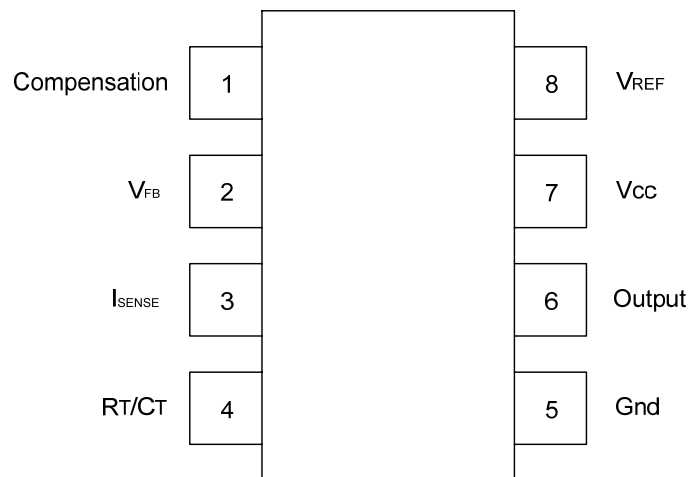 Compensation 1 8 VREF
VFB 2 7 VCC
ISENSE 3 6 Output
RT/CT 4 5 Gnd